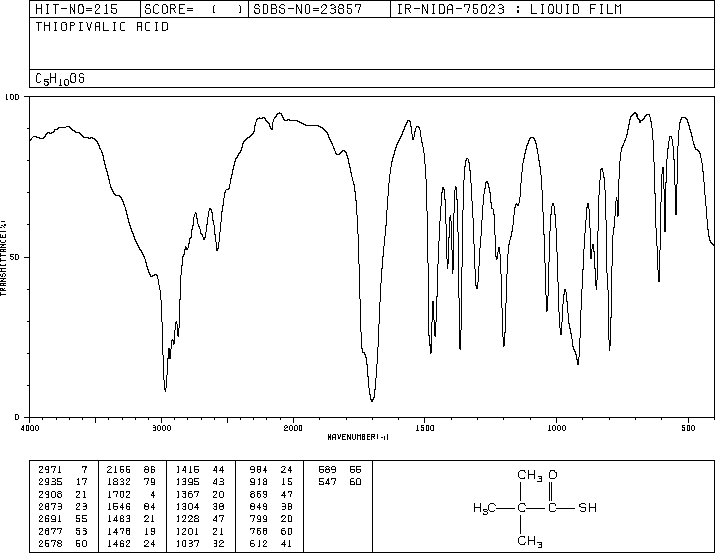 HIT-NO=215 SCORE= ( ) SDBS-NO=23857 IR-NIDA-75023 : LIQUID FILM
THIOPIVALIC ACID
C5H10OS
100
TRANSMITTANCE(%)
50
0
4000 3000 2000 1500 1000 500
WAVENUMBER(-1)
2971 7 2156 86 1416 44 984 24 589 55
2935 17 1832 79 1395 43 918 15 547 60
2908 21 1702 4 1367 20 869 47
2873 23 1546 84 1304 38 849 38
2691 55 1483 21 1228 47 799 20
2677 53 1478 19 1201 21 768 60
2578 50 1462 24 1037 32 612 41
CH3 O
H3C C C SH
CH3